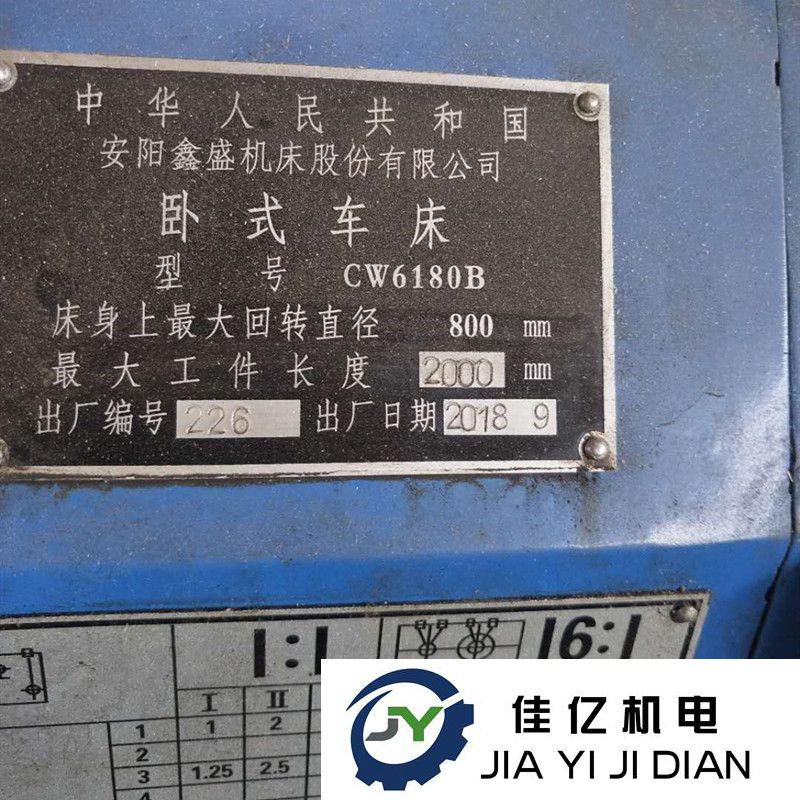 中华人民共和国
安阳鑫盛机床股份有限公司
卧式车床
型号 CW6180B
床身上最大回转直径 800 mm
最大工件长度 2000 mm
出厂编号 226 出厂日期 2018 9
1:1 16:1
I II
1 1 2
2
3 1.25 2.5
4
JY
佳亿机电
JIA YI JI DIAN